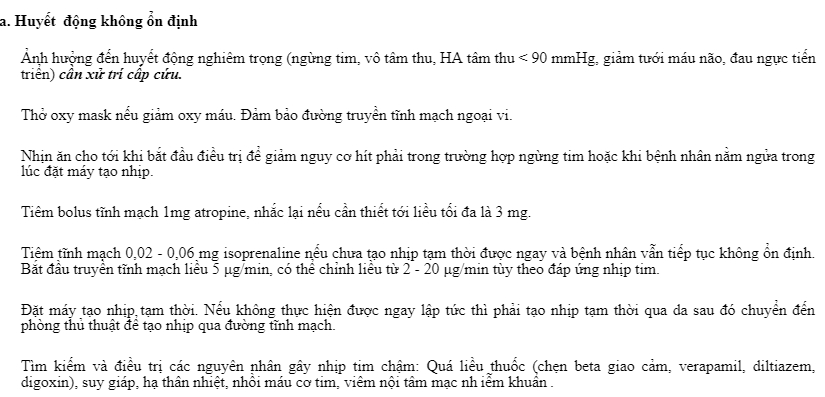 a. Huyết động không ổn định
Ảnh hưởng đến huyết động nghiêm trọng (ngừng tim, vô tâm thu, HA tâm thu < 90 mmHg, giảm tưới máu não, đau ngực tiến
triển) cần xử trí cấp cứu.
Thở oxy mask nếu giảm oxy máu. Đảm bảo đường truyền tĩnh mạch ngoại vi.
Nhịn ăn cho tới khi bắt đầu điều trị để giảm nguy cơ hít phải trong trường hợp ngừng tim hoặc khi bệnh nhân nằm ngửa trong
lúc đặt máy tạo nhịp.
Tiêm bolus tĩnh mạch 1mg atropine, nhắc lại nếu cần thiết tới liều tối đa là 3 mg.
Tiêm tĩnh mạch 0,02 - 0,06 mg isoprenaline nếu chưa tạo nhịp tạm thời được ngay và bệnh nhân vẫn tiếp tục không ổn định.
Bắt đầu truyền tĩnh mạch liều 5 µg/min, có thể chỉnh liều từ 2 - 20 µg/min tùy theo đáp ứng nhịp tim.
Đặt máy tạo nhịp tạm thời. Nếu không thực hiện được ngay lập tức thì phải tạo nhịp tạm thời qua da sau đó chuyển đến
phòng thủ thuật để tạo nhịp qua đường tĩnh mạch.
Tìm kiếm và điều trị các nguyên nhân gây nhịp tim chậm: Quá liều thuốc (chẹn beta giao cảm, verapamil, diltiazem,
digoxin), suy giáp, hạ thân nhiệt, nhồi máu cơ tim, viêm nội tâm mạc nh iễm khuẩn .